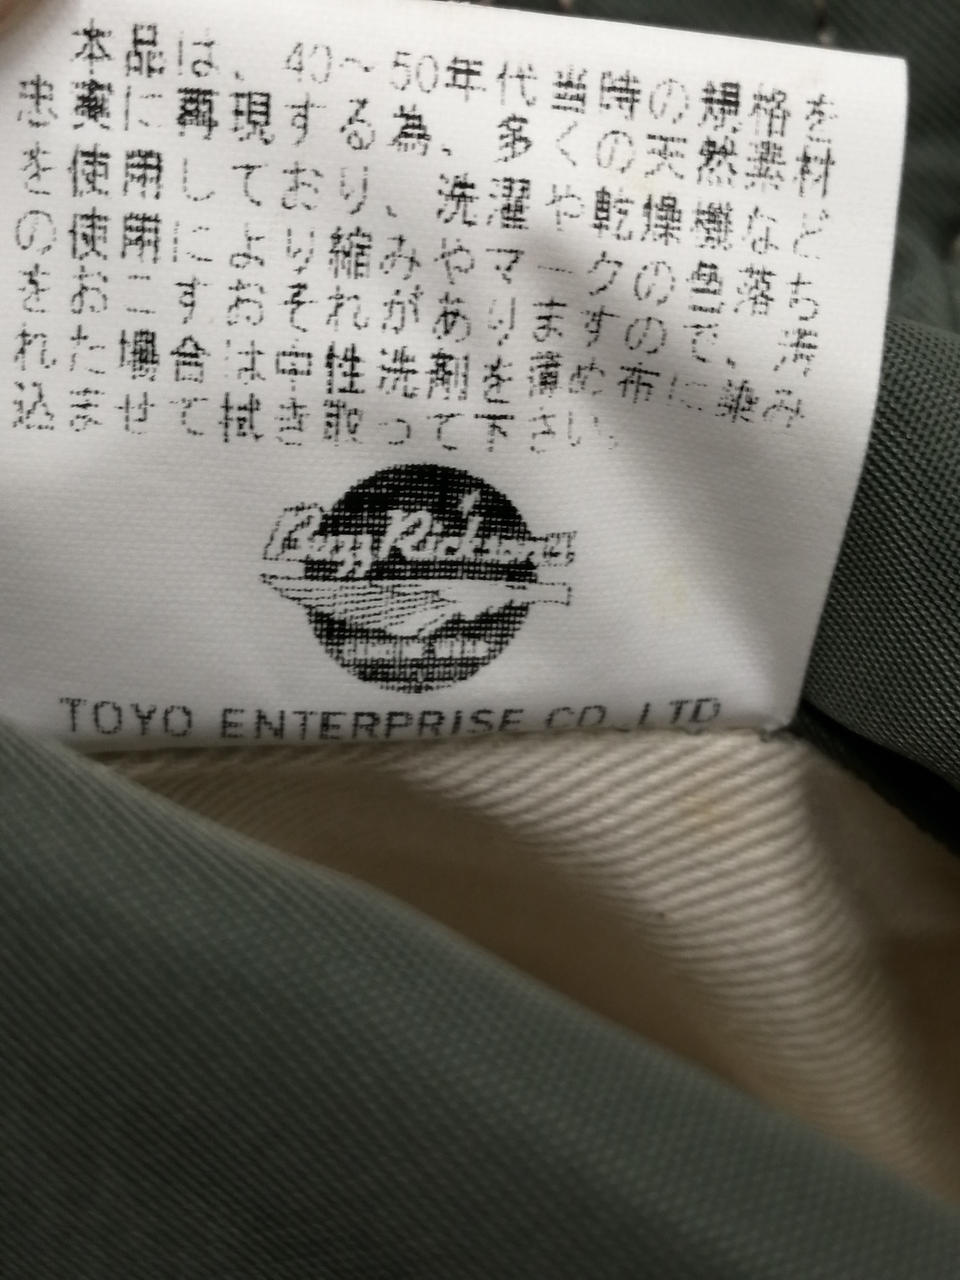 本品は、40～50年代当時の規格を
忠実に再現する為、多くの天然素材
を使用しており、洗濯や乾燥機など
の使用により縮みやマーク の色落ち
をおこすおそれがあります ので、汚
れた場合は中性洗剤を薄め布に染み
込ませて拭き取って下さい。
Buzz Rickson's
TOYO ENTERPRISE CO.,LTD